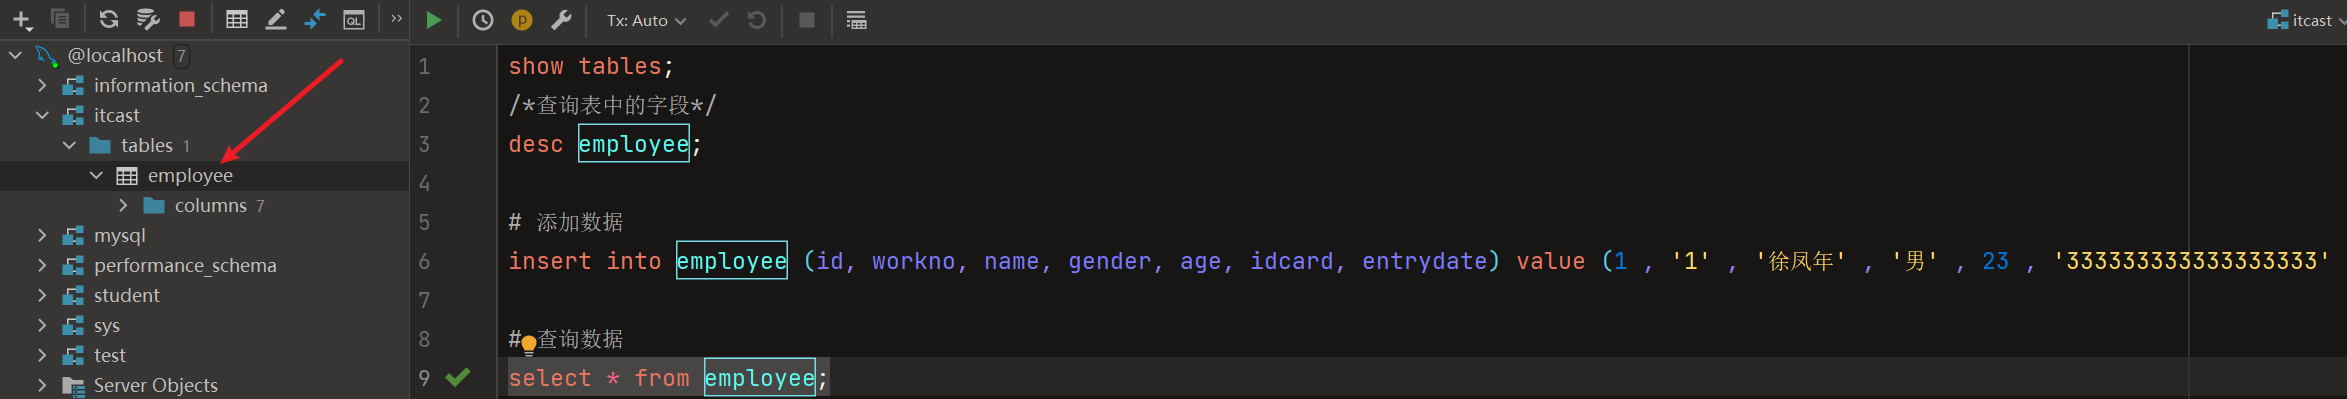 Tx: Auto
itcast
@localhost 7
information_schema
itcast
tables 1
employee
columns 7
mysql
performance_schema
student
sys
test
Server Objects
1 show tables;
2 /*查询表中的字段*/
3 desc employee;
4
5 # 添加数据
6 insert into employee (id, workno, name, gender, age, idcard, entrydate) value (1 , '1' , '徐凤年' , '男' , 23 , '333333333333333333'
7
8 # 查询数据
9 select * from employee;